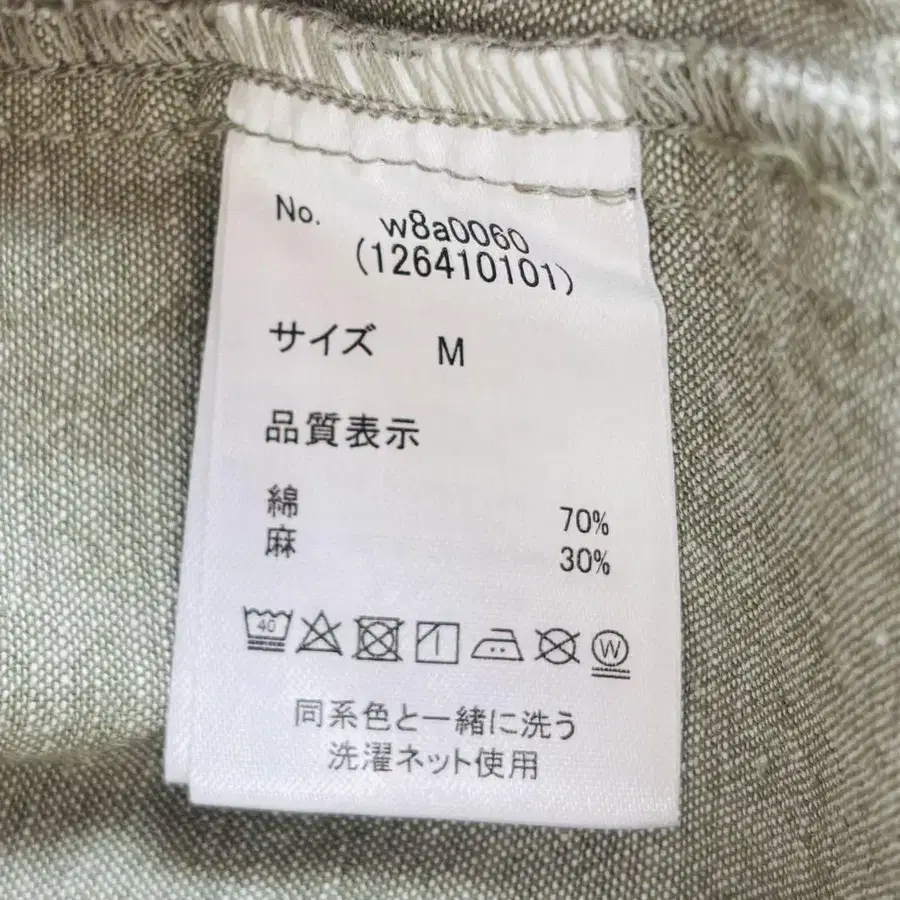 No. w8a0060
(126410101)
サイズ M
品質表示
綿 70%
麻 30%
40 W
同系色と一緒に洗う
洗濯ネット使用